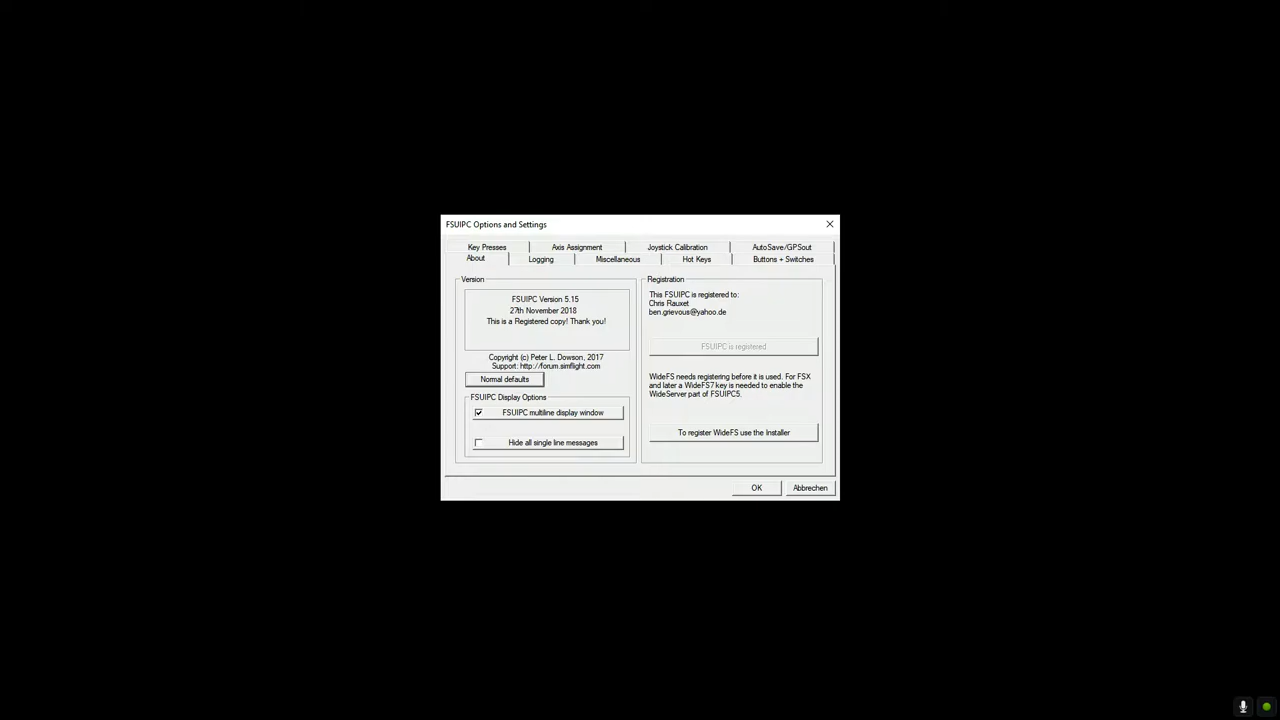 FSUIPC Options and Settings
Key Presses
Axis Assignment
Joystick Calibration
AutoSave/GPSout
About
Logging
Miscellaneous
Hot Keys
Buttons + Switches
Version
FSUIPC Version 5.15
27th November 2018
This is a Registered copy! Thank you!
Copyright (c) Peter L. Dowson, 2017
Support: http://forum.simflight.com
Normal defaults
FSUIPC Display Options
FSUIPC multiline display window
Hide all single line messages
Registration
This FSUIPC is registered to:
Chris Rauxet
ben.grievous@yahoo.de
FSUIPC is registered
WideFS needs registering before it is used. For FSX
and later a WideFS7 key is needed to enable the
WideServer part of FSUIPC5.
To register WideFS use the Installer
OK
Abbrechen